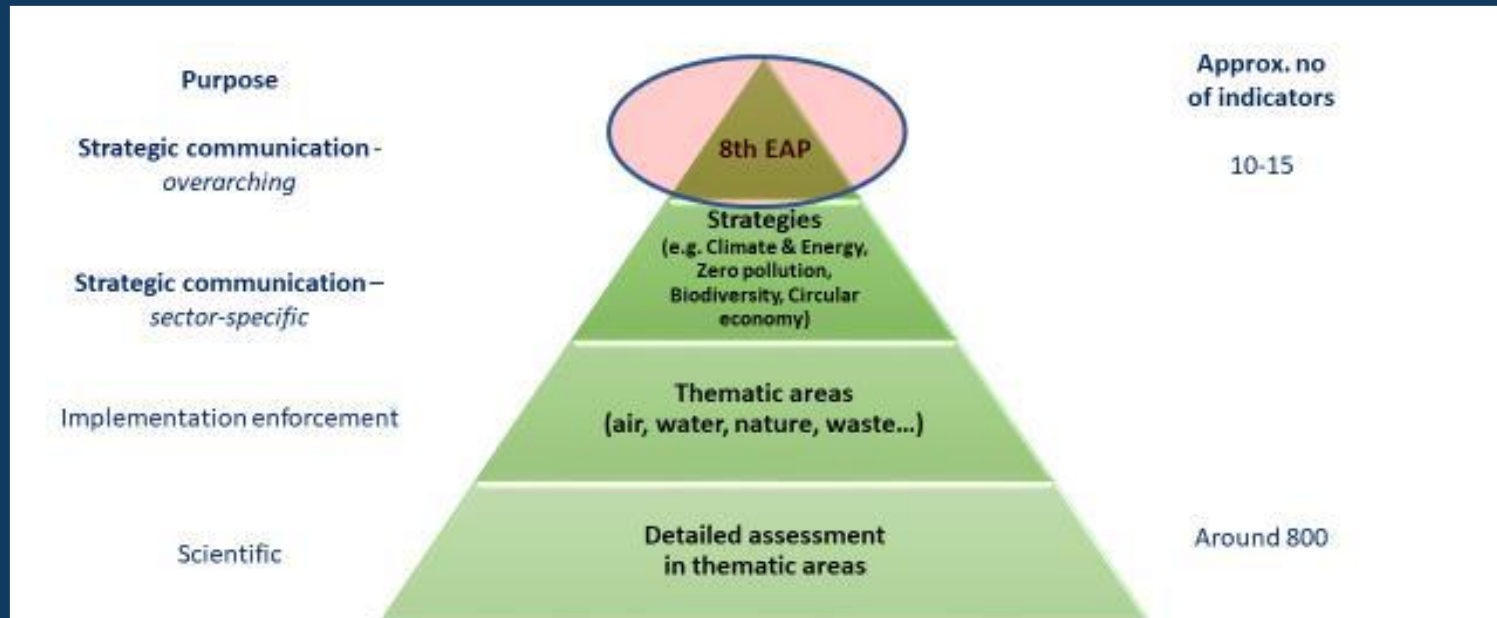 Purpose
Approx. no
of indicators
Strategic communication -
overarching
8th EAP
10-15
Strategic communication –
sector-specific
Strategies
(e.g. Climate & Energy,
Zero pollution,
Biodiversity, Circular
economy)
Implementation enforcement
Thematic areas
(air, water, nature, waste...)
Scientific
Detailed assessment
in thematic areas
Around 800